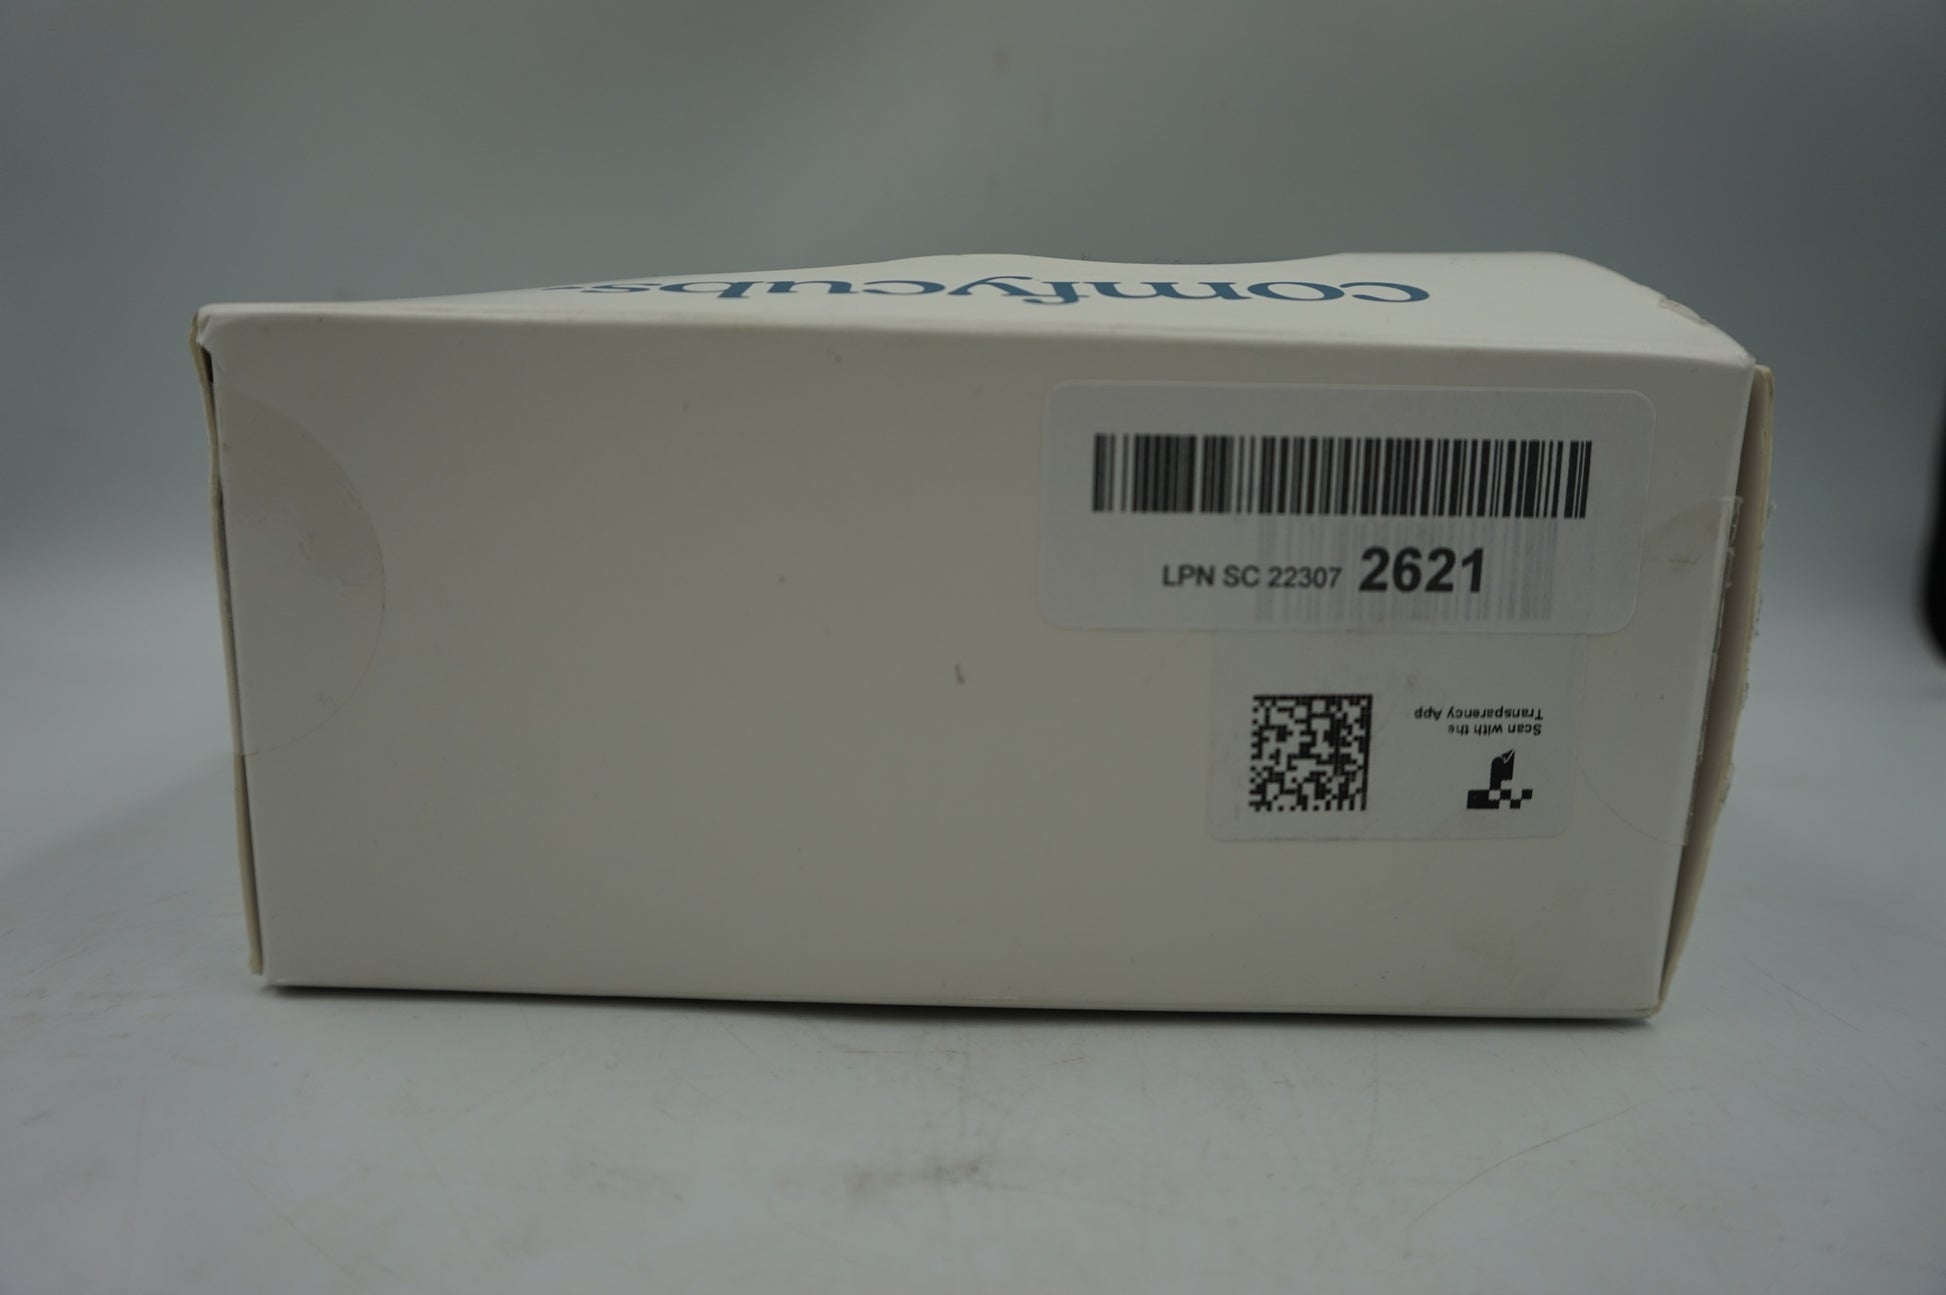 comfycubs
LPN SC 22307 2621
Scan with the
Transparency App